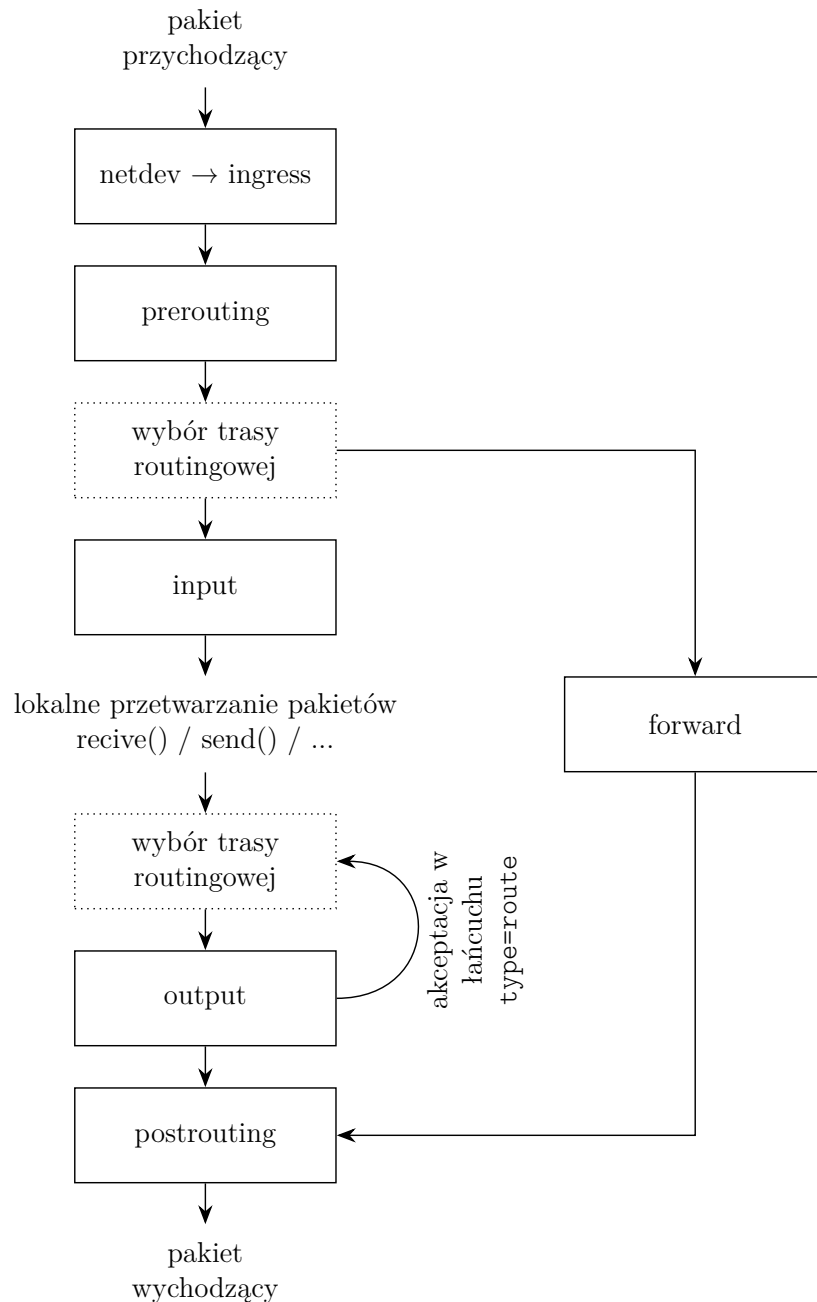 pakiet
przychodzący
netdev → ingress
prerouting
wybór trasy
routingowej
input
lokalne przetwarzanie pakietów
recive() / send() / ...
forward
wybór trasy
routingowej
akceptacja w
łańcuchu
type=route
output
postrouting
pakiet
wychodzący